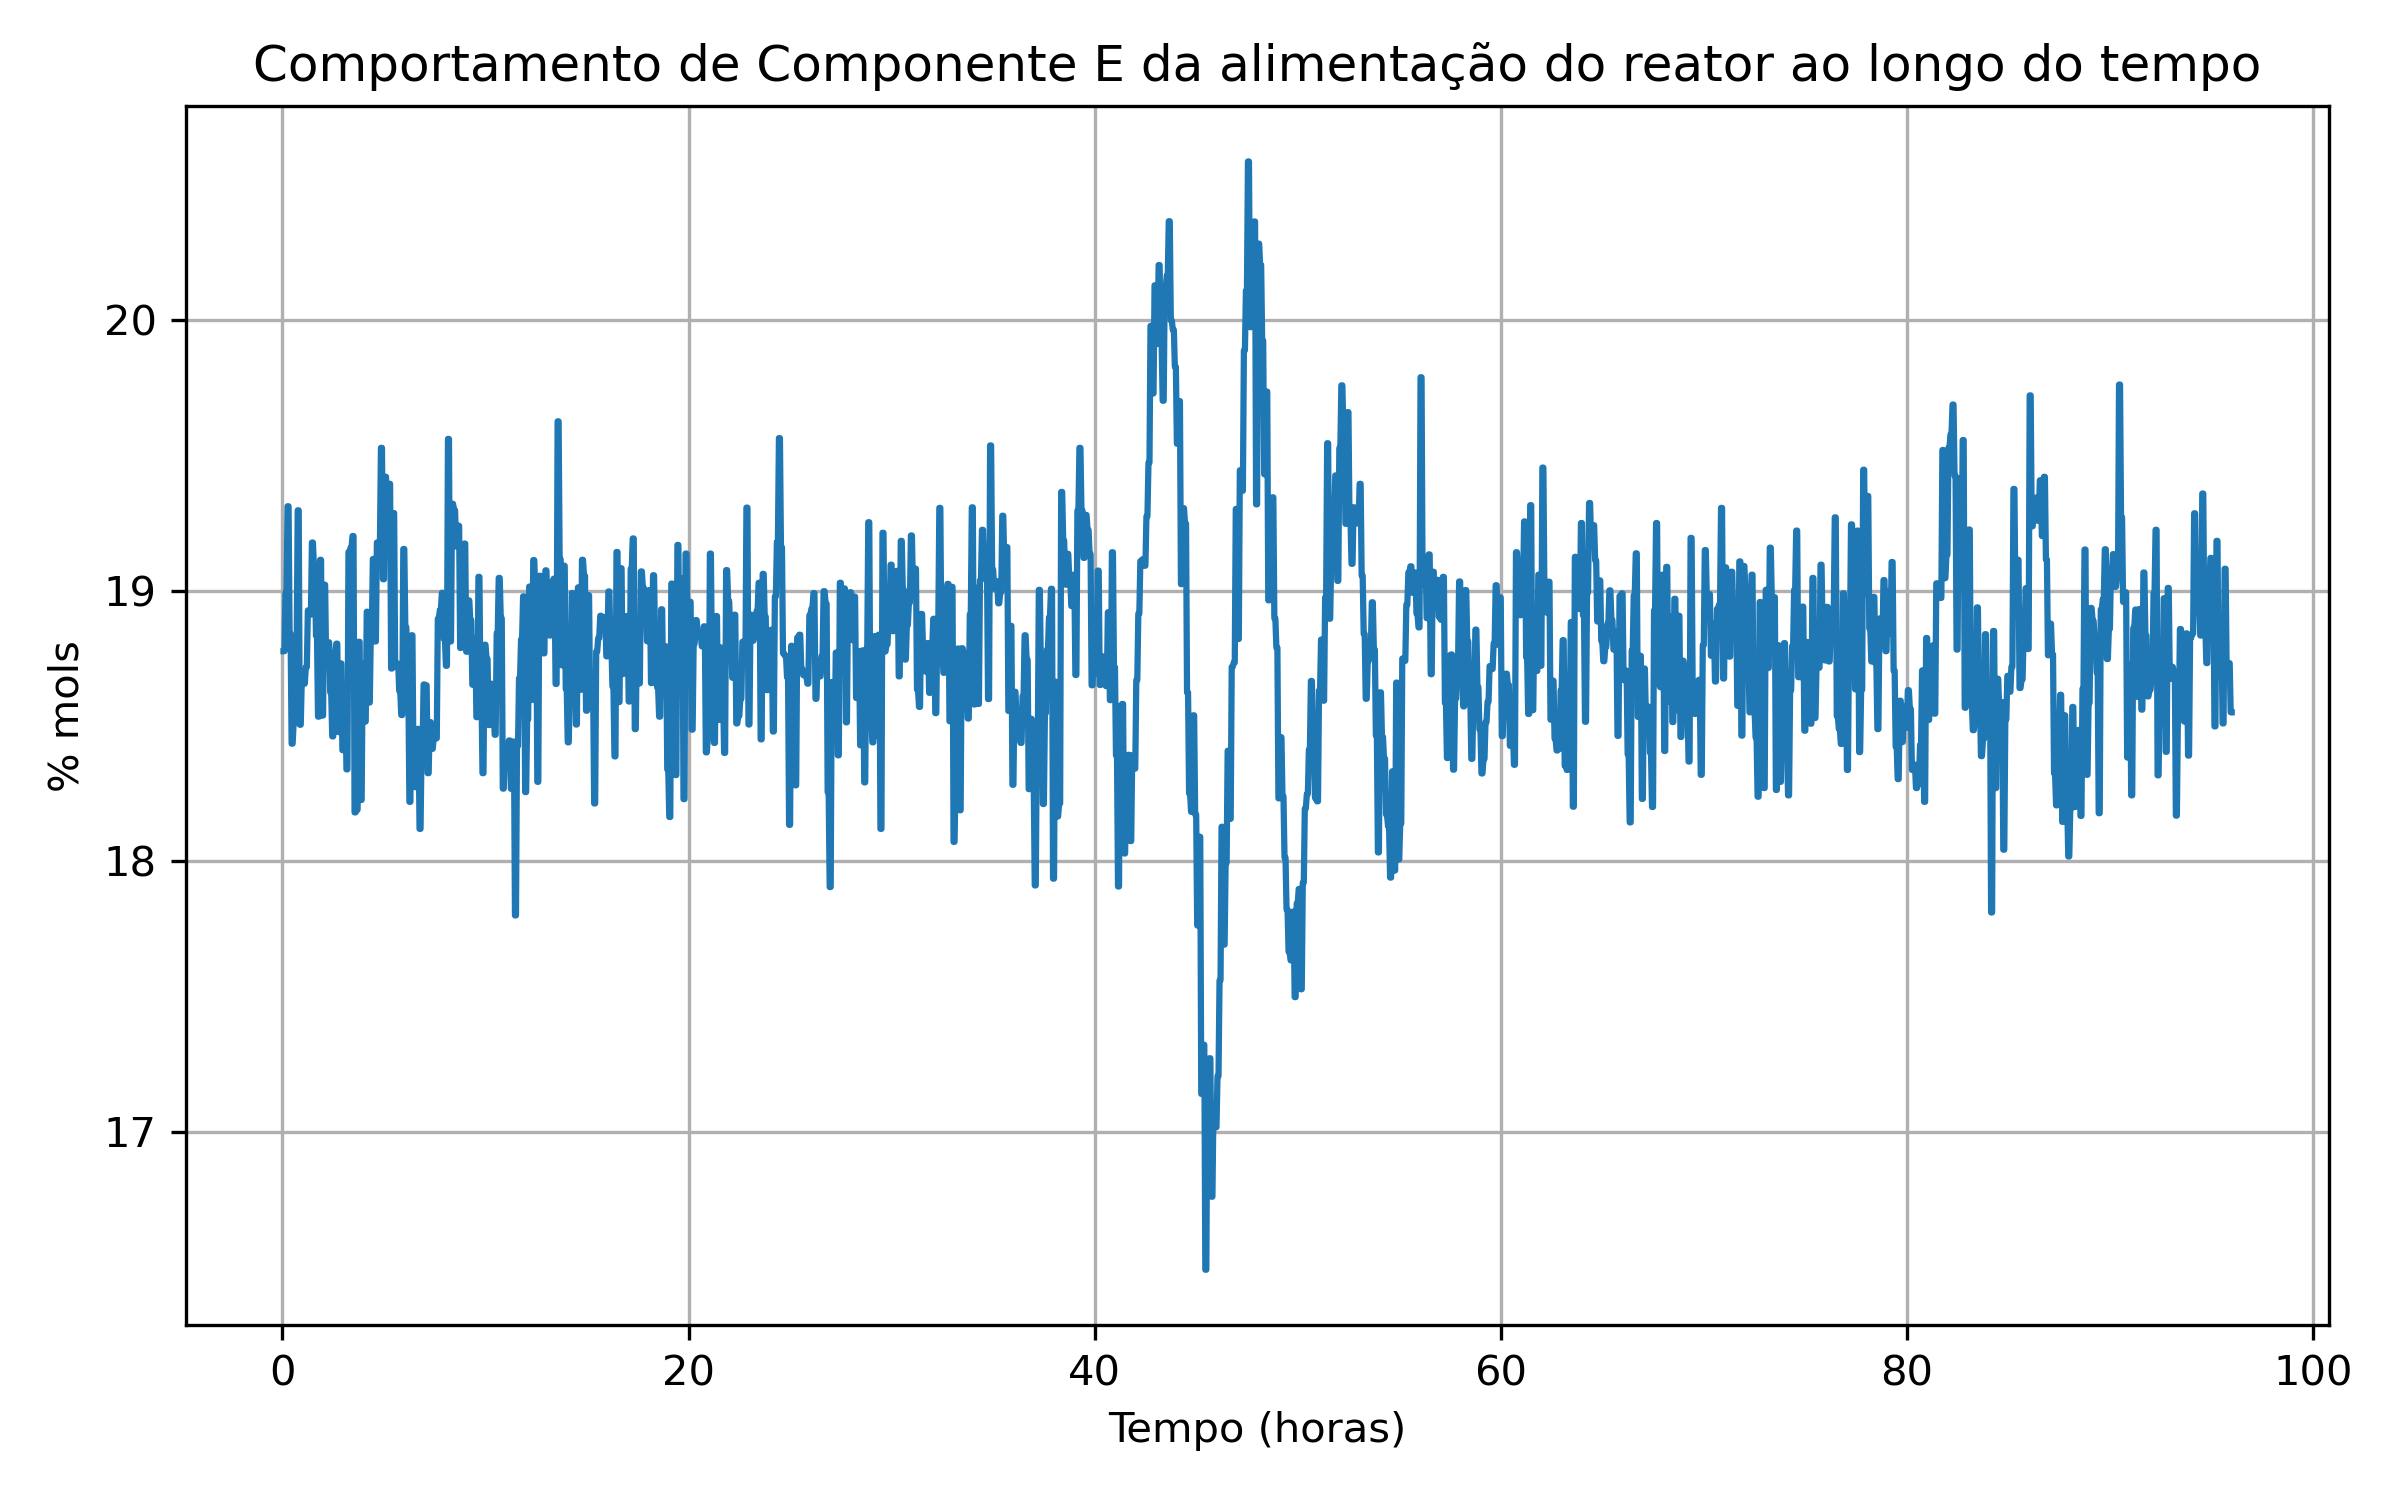 Comportamento de Componente E da alimentação do reator ao longo do tempo
% mols
20
19
18
17
0 20 40 60 80 100
Tempo (horas)